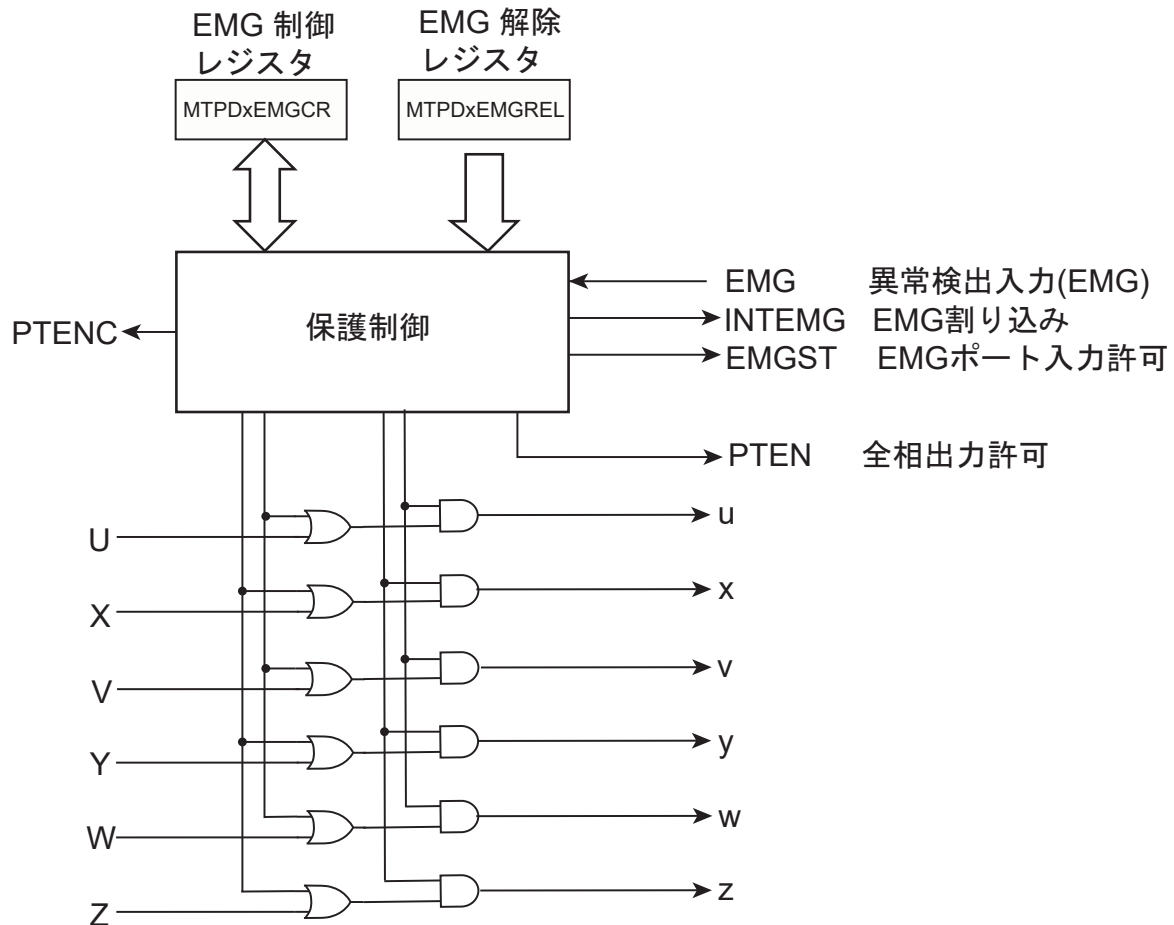 EMG 制御
レジスタ
EMG 解除
レジスタ
MTPDxEMGCR
MTPDxEMGREL
保護制御
PTENC
EMG 異常検出入力(EMG)
INTEMG EMG割り込み
EMGST EMGポート入力許可
PTEN 全相出力許可
U
u
X
x
V
v
Y
y
W
w
Z
z